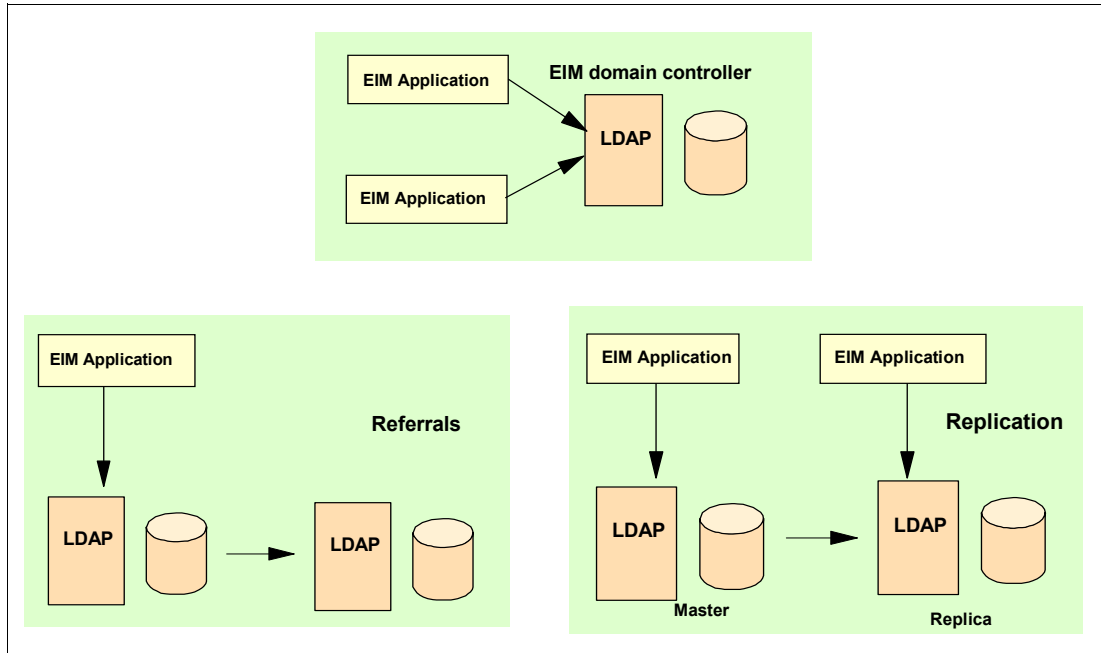 EIM Application
EIM domain controller
LDAP
EIM Application
EIM Application
Referrals
LDAP
LDAP
EIM Application
EIM Application
Replication
LDAP
LDAP
Master
Replica